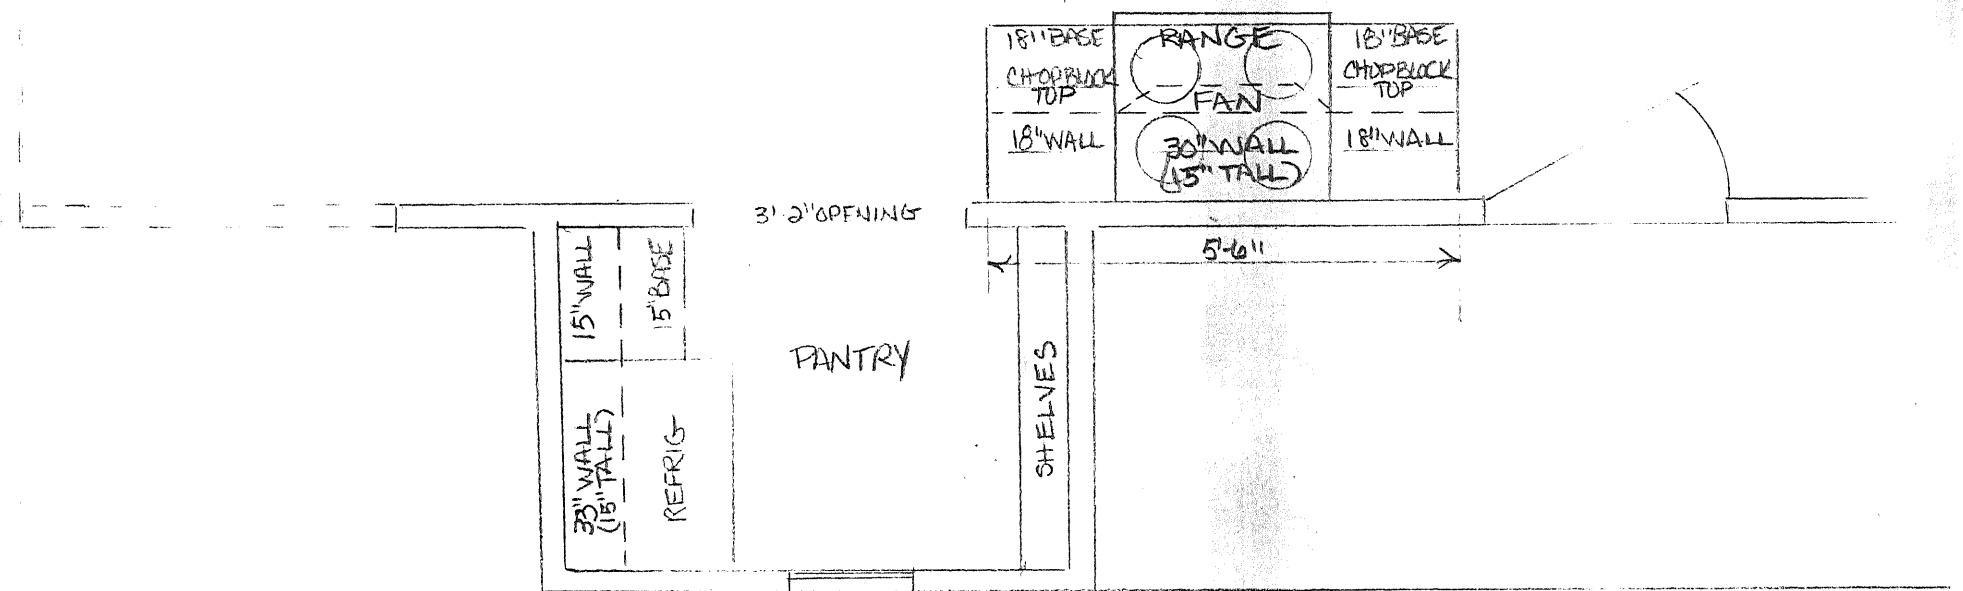 18" BASE
CHOPBLOCK
TOP
18" WALL
RANGE
FAN
30" WALL
(15" TALL)
18" BASE
CHOPBLOCK
TOP
18" WALL
3'-2" OPENING
5'-6"
15" WALL
15" BASE
PANTRY
SHELVES
33" WALL
(15" TALL)
REFRIG